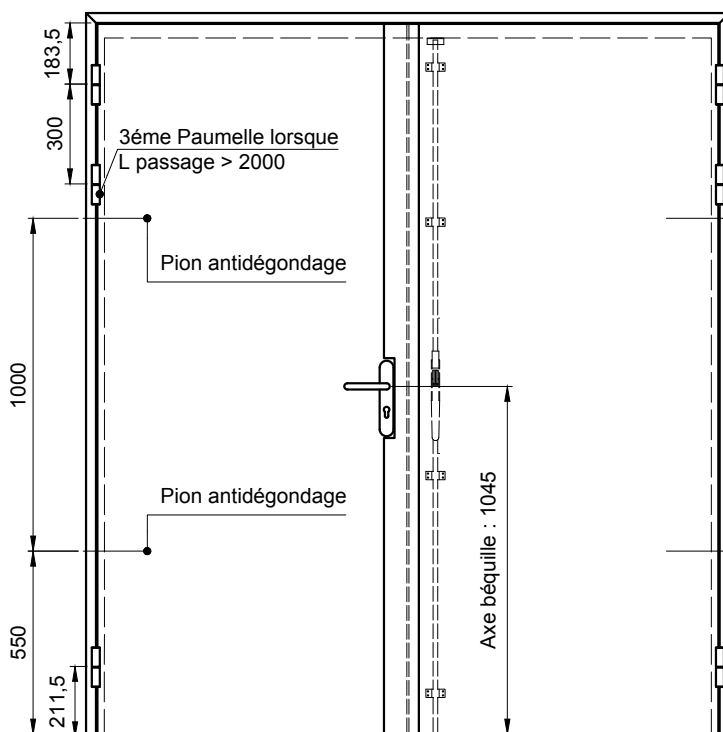 183,5
300
3éme Paumelle lorsque
L passage > 2000
Pion antidégondage
1000
Pion antidégondage
Axe béquille : 1045
550
211,5